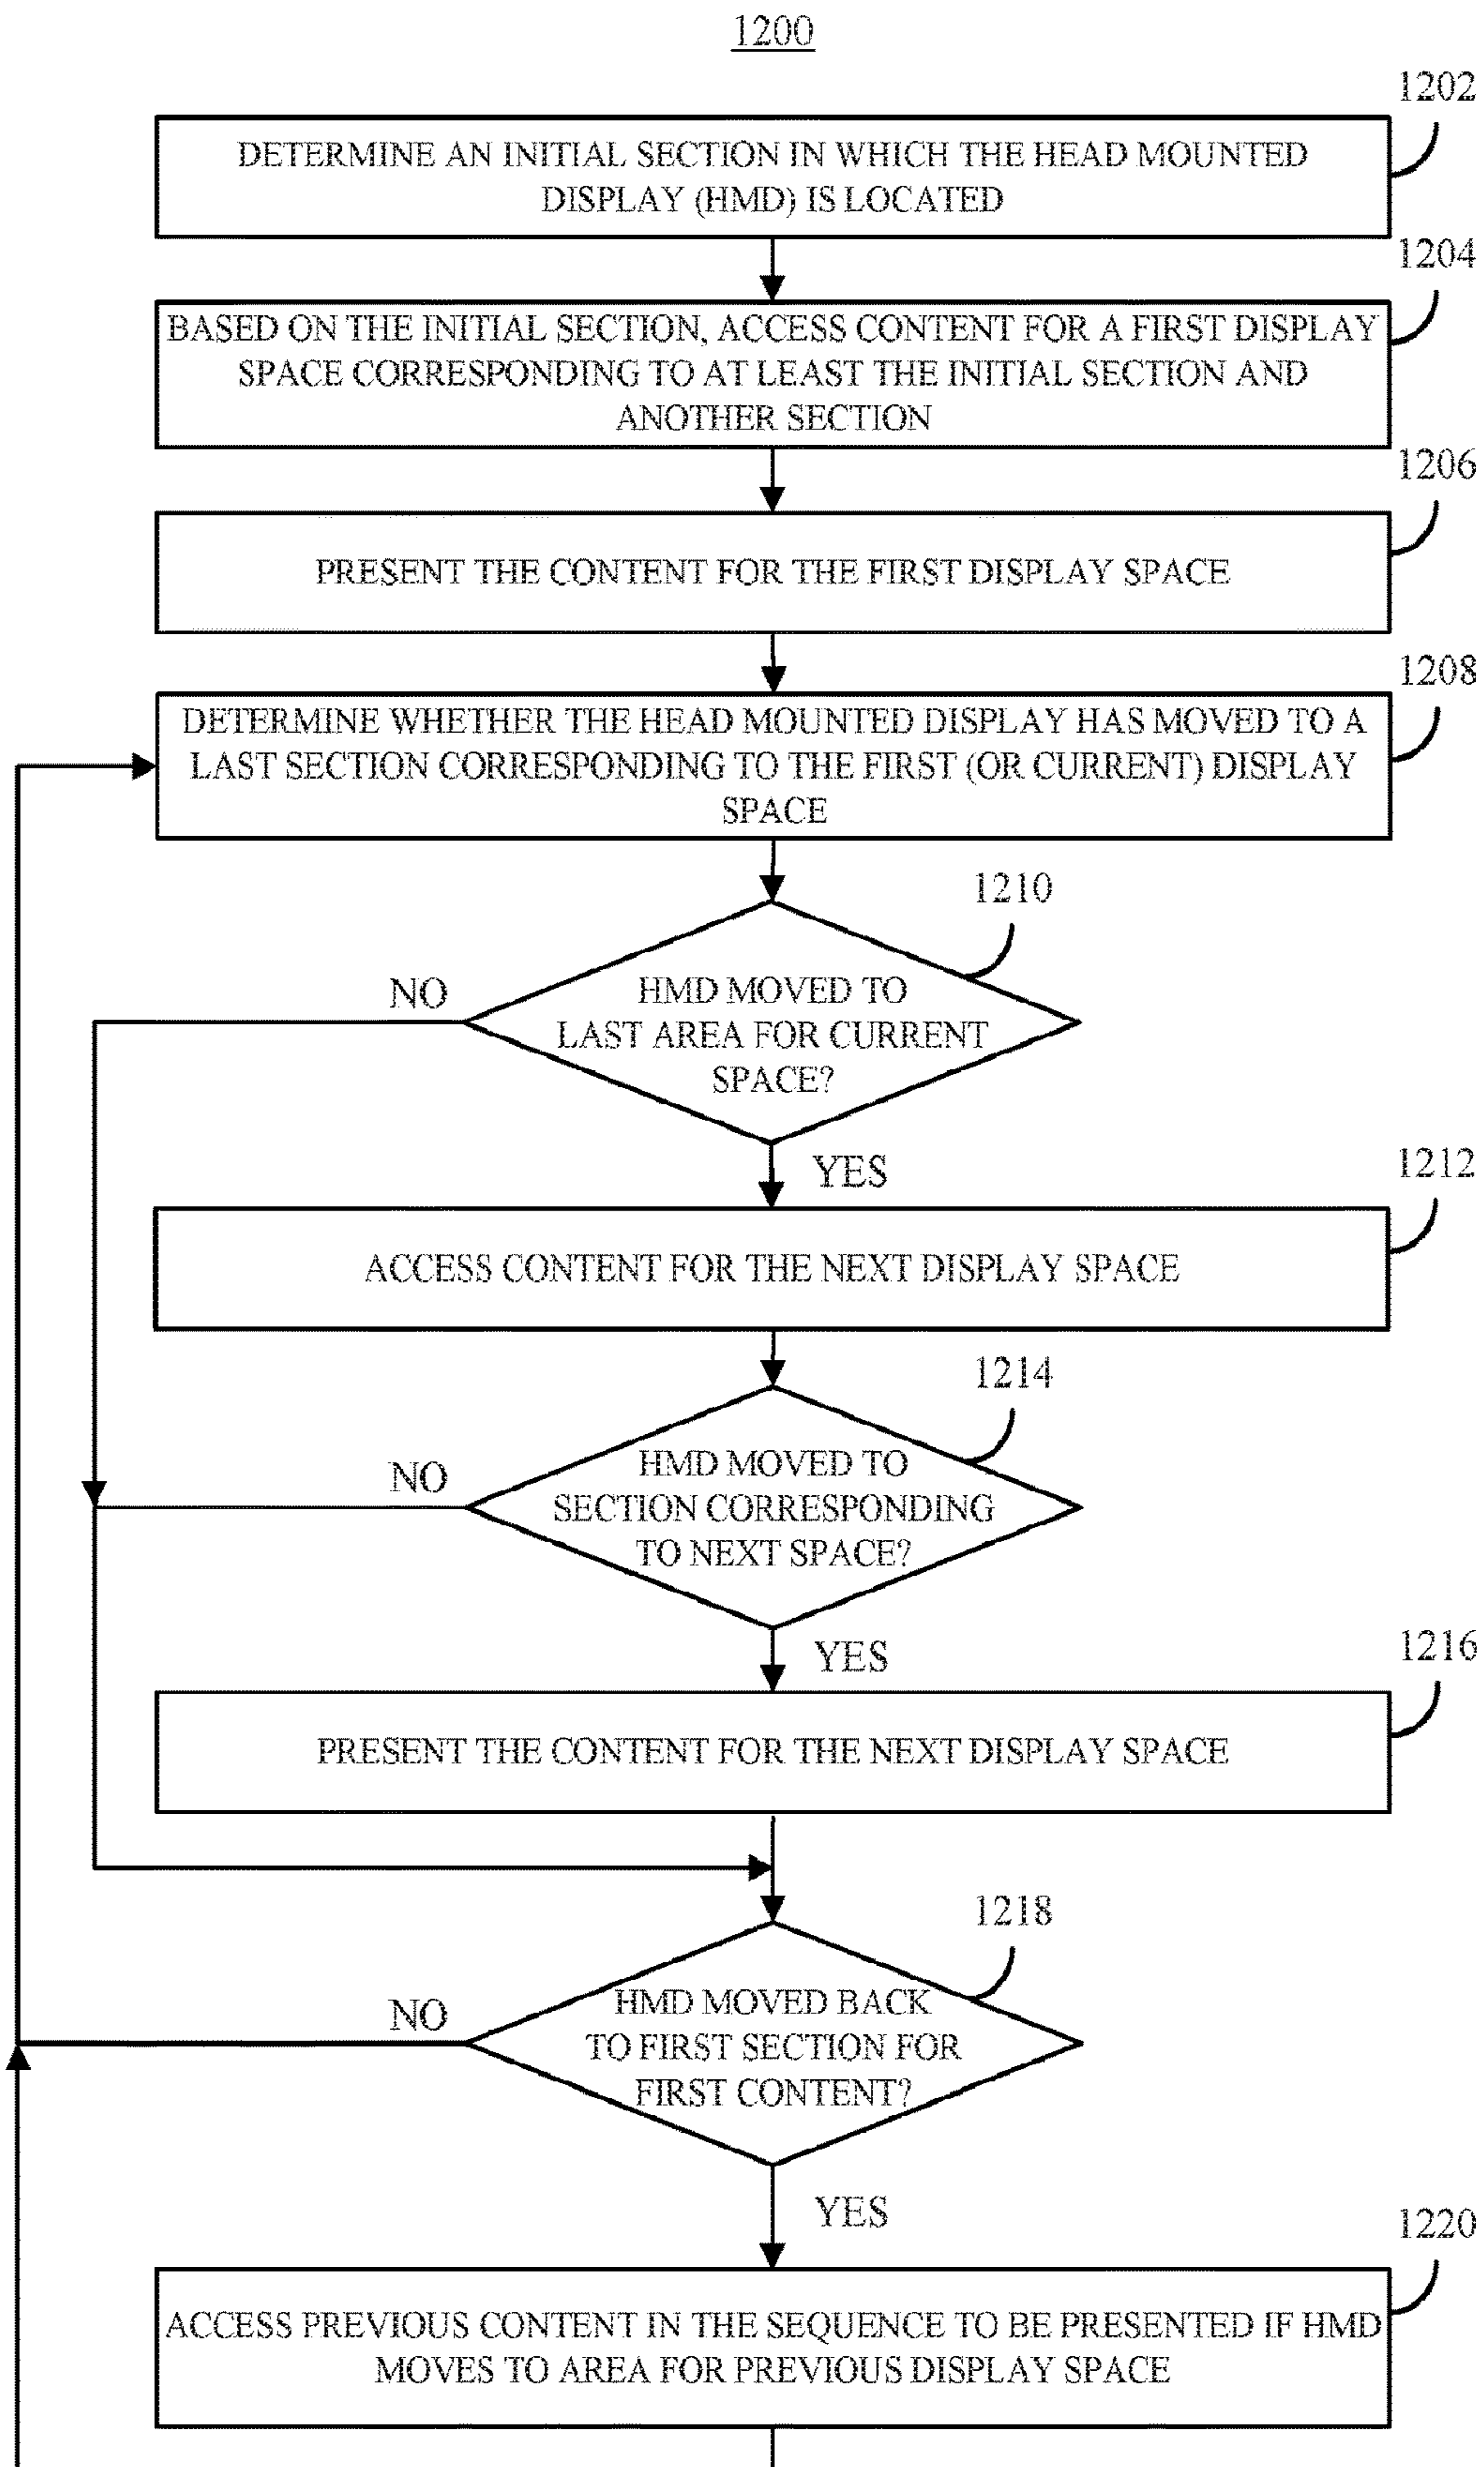 1200
1202
DETERMINE AN INITIAL SECTION IN WHICH THE HEAD MOUNTED
DISPLAY (HMD) IS LOCATED
1204
BASED ON THE INITIAL SECTION, ACCESS CONTENT FOR A FIRST DISPLAY
SPACE CORRESPONDING TO AT LEAST THE INITIAL SECTION AND
ANOTHER SECTION
1206
PRESENT THE CONTENT FOR THE FIRST DISPLAY SPACE
1208
DETERMINE WHETHER THE HEAD MOUNTED DISPLAY HAS MOVED TO A
LAST SECTION CORRESPONDING TO THE FIRST (OR CURRENT) DISPLAY
SPACE
1210
NO
HMD MOVED TO
LAST AREA FOR CURRENT
SPACE?
YES
1212
ACCESS CONTENT FOR THE NEXT DISPLAY SPACE
1214
NO
HMD MOVED TO
SECTION CORRESPONDING
TO NEXT SPACE?
YES
1216
PRESENT THE CONTENT FOR THE NEXT DISPLAY SPACE
1218
NO
HMD MOVED BACK
TO FIRST SECTION FOR
FIRST CONTENT?
YES
1220
ACCESS PREVIOUS CONTENT IN THE SEQUENCE TO BE PRESENTED IF HMD
MOVES TO AREA FOR PREVIOUS DISPLAY SPACE